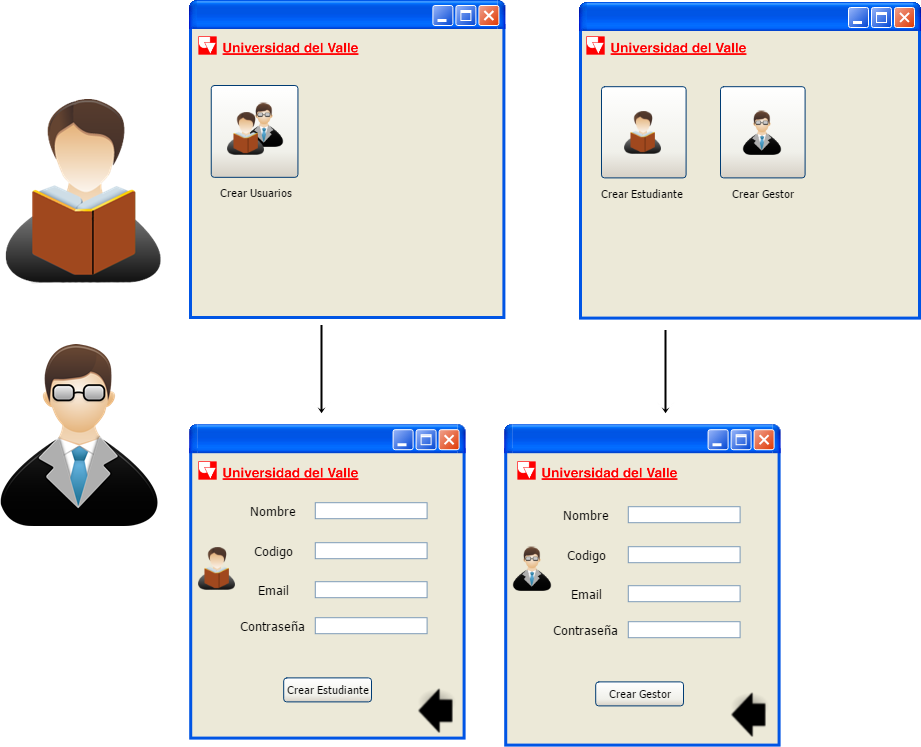 Universidad del Valle
Crear Usuarios
Universidad del Valle
Crear Estudiante
Crear Gestor
Universidad del Valle
Nombre
Codigo
Email
Contraseña
Crear Estudiante
Universidad del Valle
Nombre
Codigo
Email
Contraseña
Crear Gestor